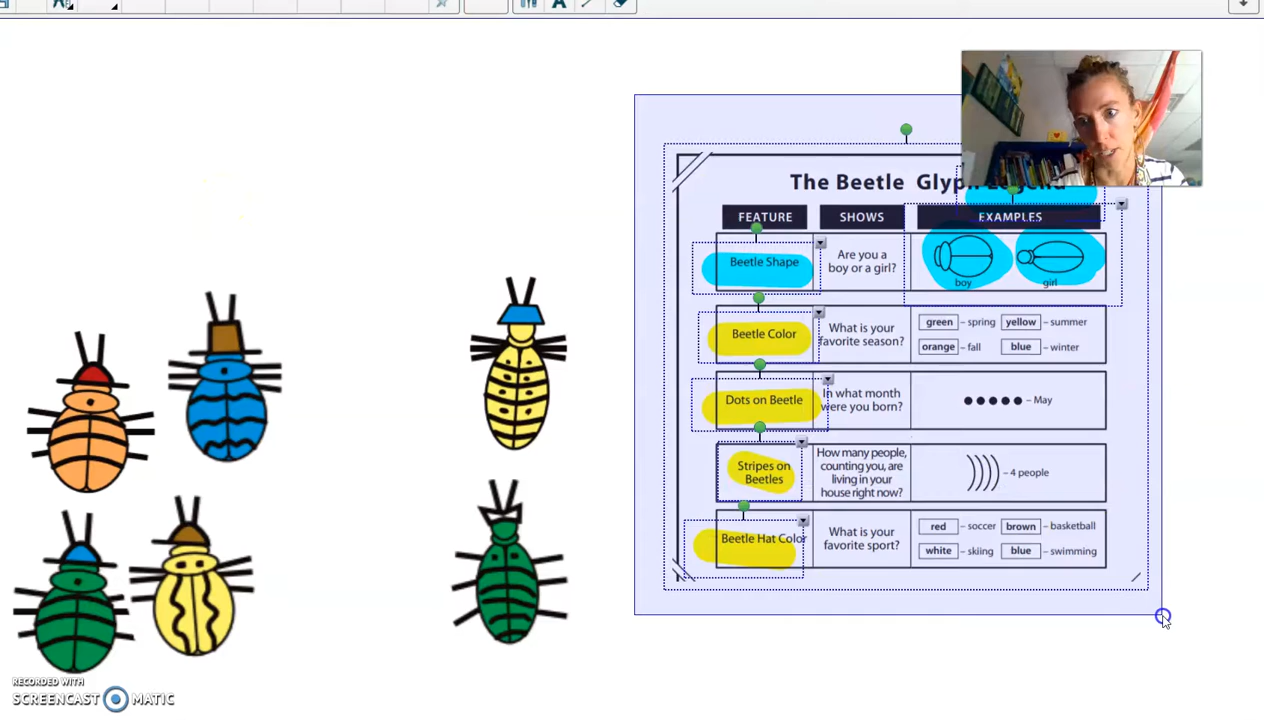 The Beetle Glyph Legend
FEATURE SHOWS EXAMPLES
Beetle Shape
Are you a
boy or a girl?
boy girl
Beetle Color
What is your
favorite season?
green – spring yellow – summer
orange – fall blue – winter
Dots on Beetle
In what month
were you born?
– May
Stripes on
Beetles
How many people,
counting you, are
living in your
house right now?
– 4 people
Beetle Hat Color
What is your
favorite sport?
red – soccer brown – basketball
white – skiing blue – swimming
RECORDED WITH
SCREENCAST MATIC